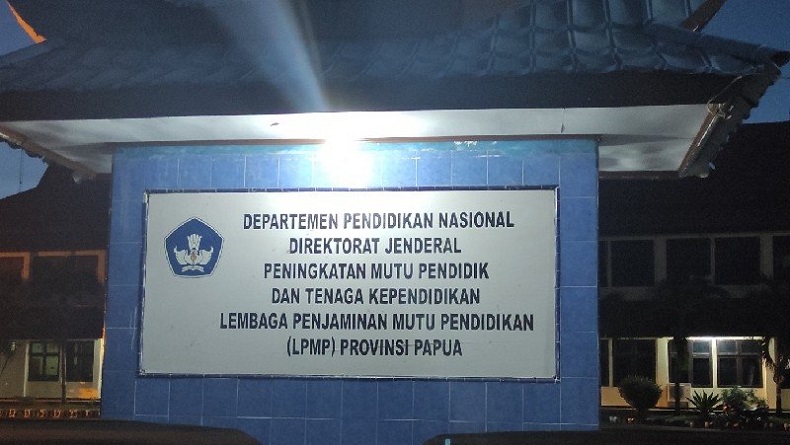 DEPARTEMEN PENDIDIKAN NASIONAL
DIREKTORAT JENDERAL
PENINGKATAN MUTU PENDIDIK
DAN TENAGA KEPENDIDIKAN
LEMBAGA PENJAMINAN MUTU PENDIDIKAN
(LPMP) PROVINSI PAPUA